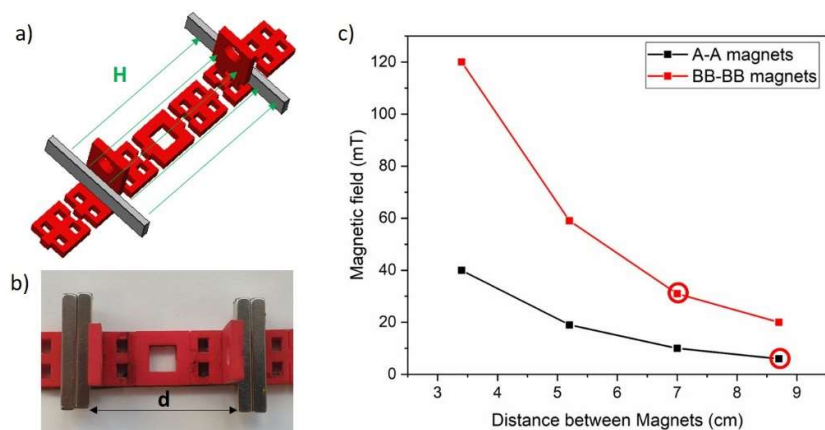 a)
H
b)
d
c)
A-A magnets
BB-BB magnets
Magnetic field (mT)
120
100
80
60
40
20
0
3
4
5
6
7
8
9
Distance between Magnets (cm)